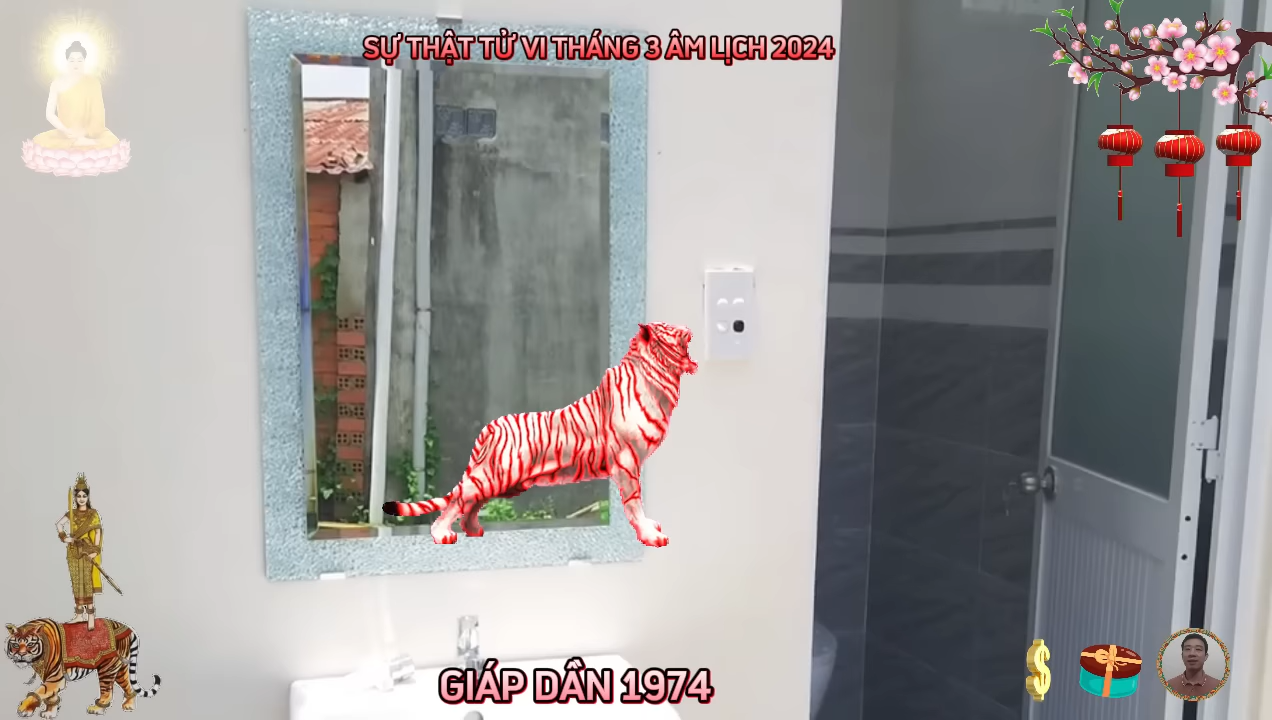 SỰ THẬT TỬ VI THÁNG 3 ÂM LỊCH 2024
GIÁP DẦN 1974